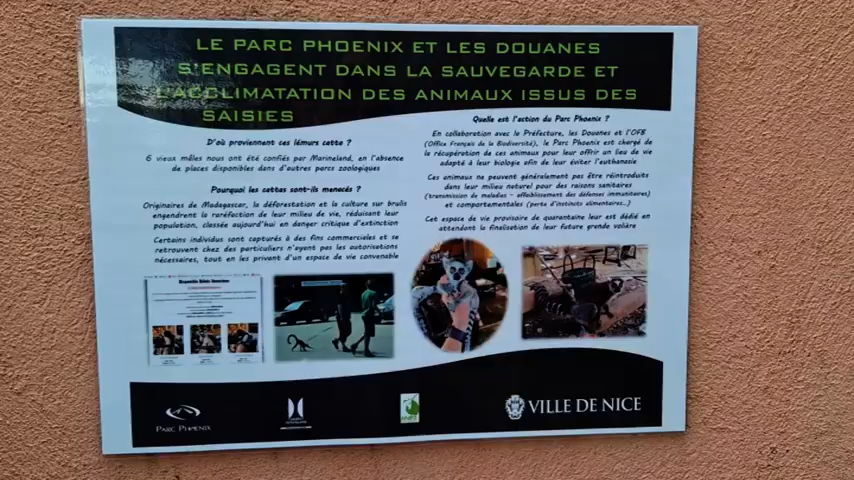 LE PARC PHOENIX ET LES DOUANES
S'ENGAGENT DANS LA SAUVEGARDE ET
L'ACCLIMATATION DES ANIMAUX ISSUS DES
SAISIES
D'où proviennent ces lémurs catta ?
6 vieux mâles nous ont été confiés par Marineland, en l'absence
de places disponibles dans d'autres parcs zoologiques
Pourquoi les cattas sont-ils menacés ?
Originaires de Madagascar, la déforestation et la culture sur brulis
engendrent la raréfaction de leur milieu de vie, réduisant leur
population, classée aujourd'hui en danger critique d'extinction
Certains individus sont capturés à des fins commerciales et se
retrouvent chez des particuliers n'ayant pas les autorisations
nécessaires, tout en les privant d'un espace de vie convenable
Quelle est l'action du Parc Phoenix ?
En collaboration avec la Préfecture, les Douanes et l'OFB
(Office Français de la Biodiversité), le Parc Phoenix est chargé de
la récupération de ces animaux pour leur offrir un lieu de vie
adapté à leur biologie afin de leur éviter l'euthanasie
Ces animaux ne peuvent généralement pas être réintroduits
dans leur milieu naturel pour des raisons sanitaires
(transmission de maladies - affaiblissement des défenses immunitaires)
et comportementales (perte d'instincts alimentaires...)
Cet espace de vie provisoire de quarantaine leur est dédié en
attendant la finalisation de leur future grande volière
PARC PHOENIX
VILLE DE NICE